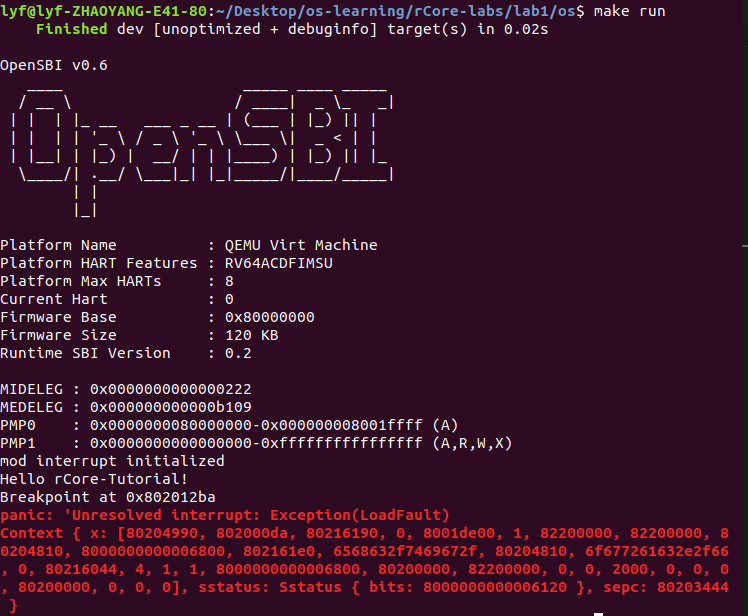 lyf@lyf-ZHAOYANG-E41-80:~/Desktop/os-learning/rCore-labs/lab1/os$ make run
    Finished dev [unoptimized + debuginfo] target(s) in 0.02s

OpenSBI v0.6
   ____                    _____ ____ _____
  / __ \                  / ____|  _ \_   _|
 | |  | |_ __   ___ _ __ | (___ | |_) || |
 | |  | | '_ \ / _ \ '_ \ \___ \|  _ < | |
 | |__| | |_) |  __/ | | |____) | |_) || |_
  \____/| .__/ \___|_| |_|_____/|____/_____|
        | |
        |_|

Platform Name          : QEMU Virt Machine
Platform HART Features : RV64ACDFIMSU
Platform Max HARTs     : 8
Current Hart           : 0
Firmware Base          : 0x80000000
Firmware Size          : 120 KB
Runtime SBI Version    : 0.2

MIDELEG : 0x0000000000000222
MEDELEG : 0x000000000000b109
PMP0    : 0x0000000080000000-0x000000008001ffff (A)
PMP1    : 0x0000000000000000-0xffffffffffffffff (A,R,W,X)
mod interrupt initialized
Hello rCore-Tutorial!
Breakpoint at 0x802012ba
panic: 'Unresolved interrupt: Exception(LoadFault)
Context { x: [80204990, 802000da, 80216190, 0, 8001de00, 1, 82200000, 82200000, 8
0204810, 8000000000006800, 802161e0, 6568632f7469672f, 80204810, 6f677261632e2f66
, 0, 80216044, 4, 1, 1, 8000000000006800, 80200000, 82200000, 0, 0, 2000, 0, 0, 0
, 80200000, 0, 0, 0], sstatus: Sstatus { bits: 8000000000006120 }, sepc: 80203444
 }